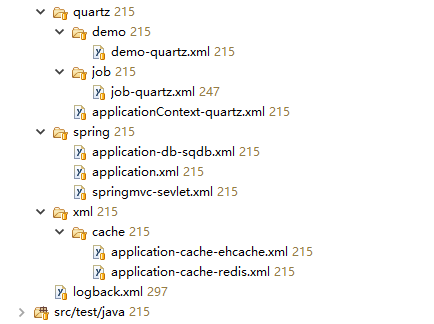 quartz 215
demo 215
demo-quartz.xml 215
job 215
job-quartz.xml 247
applicationContext-quartz.xml 215
spring 215
application-db-sqdb.xml 215
application.xml 215
springmvc-sevlet.xml 215
xml 215
cache 215
application-cache-ehcache.xml 215
application-cache-redis.xml 215
logback.xml 297
src/test/java 215